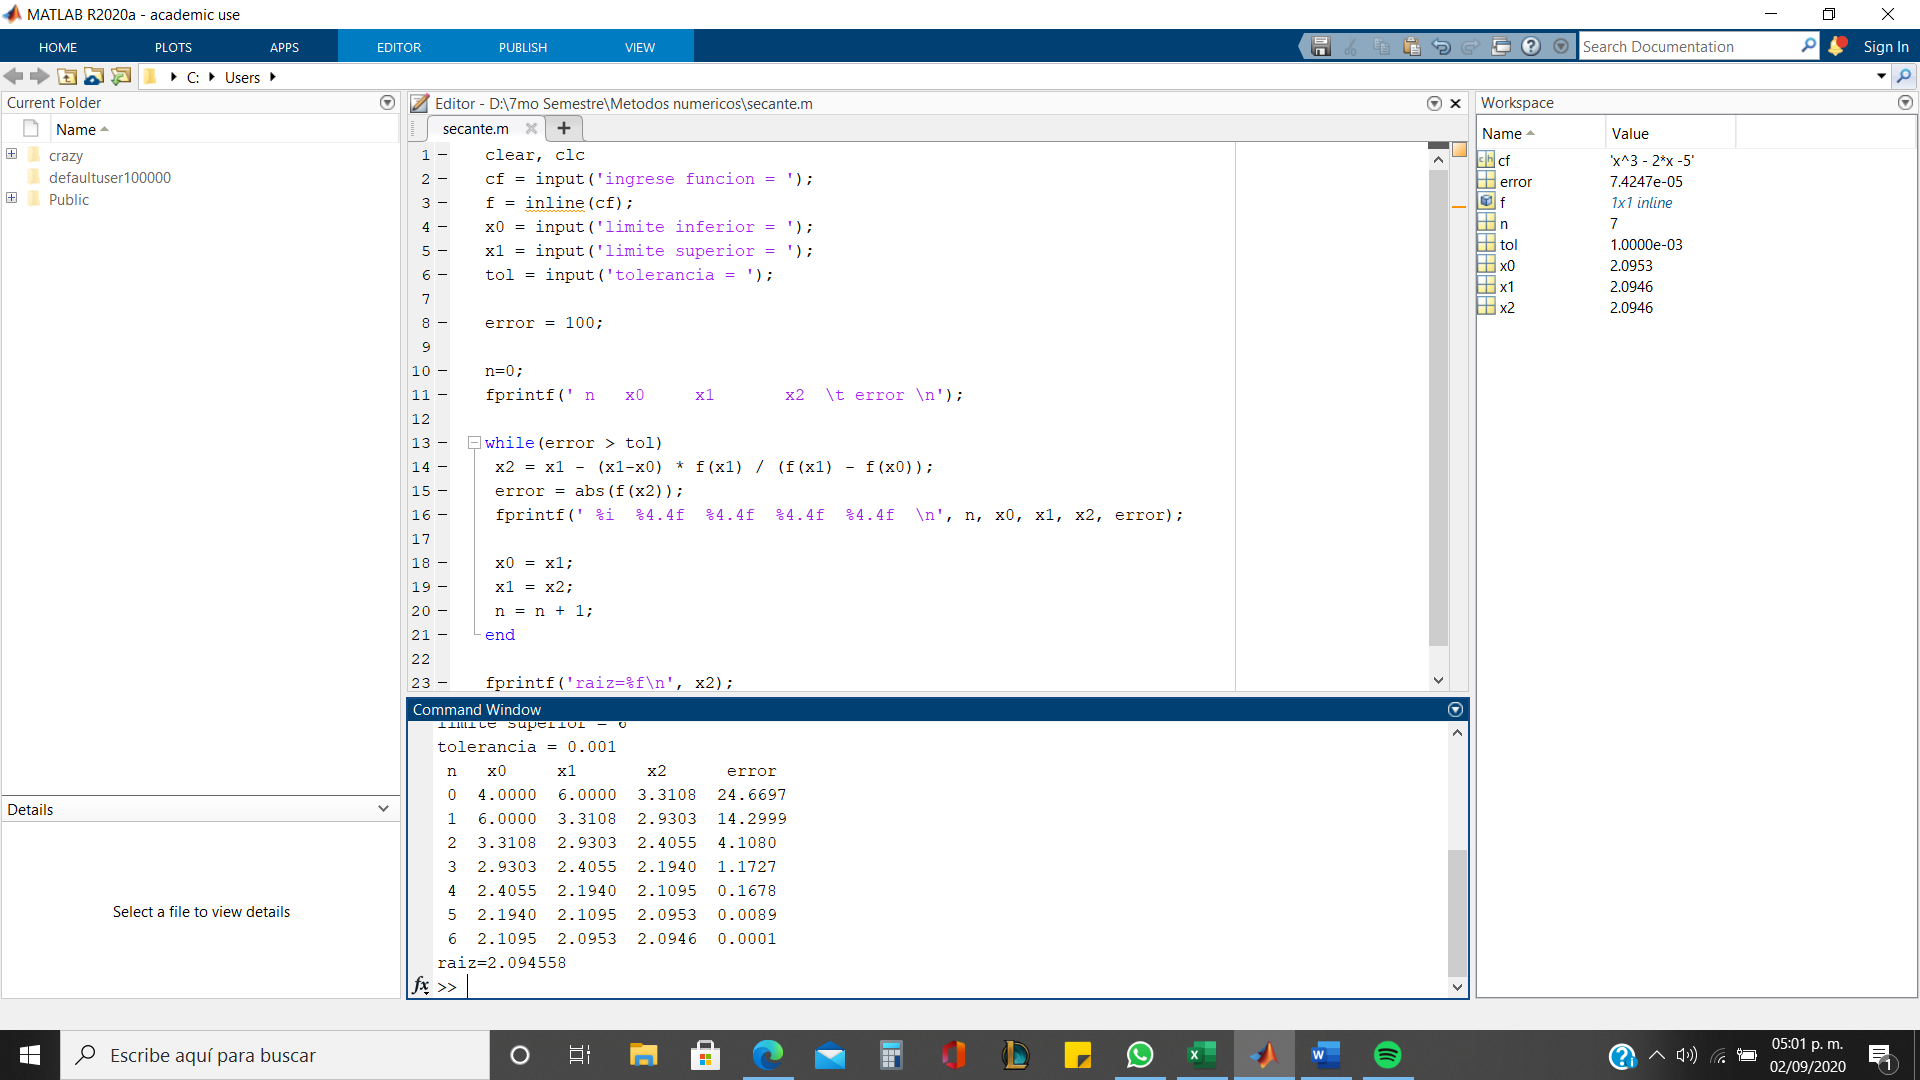 MATLAB R2020a - academic use
HOME PLOTS APPS EDITOR PUBLISH VIEW Search Documentation Sign In
C: Users
Current Folder
Name
crazy
defaultuser100000
Public
Details
Select a file to view details
Editor - D:\7mo Semestre\Metodos numericos\secante.m
secante.m
1 clear, clc
2 cf = input('ingrese funcion = ');
3 f = inline(cf);
4 x0 = input('limite inferior = ');
5 x1 = input('limite superior = ');
6 tol = input('tolerancia = ');
7
8 error = 100;
9
10 n=0;
11 fprintf(' n   x0     x1       x2  \t error \n');
12
13 while(error > tol)
14 x2 = x1 - (x1-x0) * f(x1) / (f(x1) - f(x0));
15 error = abs(f(x2));
16 fprintf(' %i  %4.4f  %4.4f  %4.4f  %4.4f  \n', n, x0, x1, x2, error);
17
18 x0 = x1;
19 x1 = x2;
20 n = n + 1;
21 end
22
23 fprintf('raiz=%f\n', x2);
Command Window
limite superior = 6
tolerancia = 0.001
n x0 x1 x2 error
0 4.0000 6.0000 3.3108 24.6697
1 6.0000 3.3108 2.9303 14.2999
2 3.3108 2.9303 2.4055 4.1080
3 2.9303 2.4055 2.1940 1.1727
4 2.4055 2.1940 2.1095 0.1678
5 2.1940 2.1095 2.0953 0.0089
6 2.1095 2.0953 2.0946 0.0001
raiz=2.094558
fx >>
Workspace
Name Value
cf 'x^3 - 2*x -5'
error 7.4247e-05
f 1x1 inline
n 7
tol 1.0000e-03
x0 2.0953
x1 2.0946
x2 2.0946
Escribe aquí para buscar
05:01 p. m.
02/09/2020
1